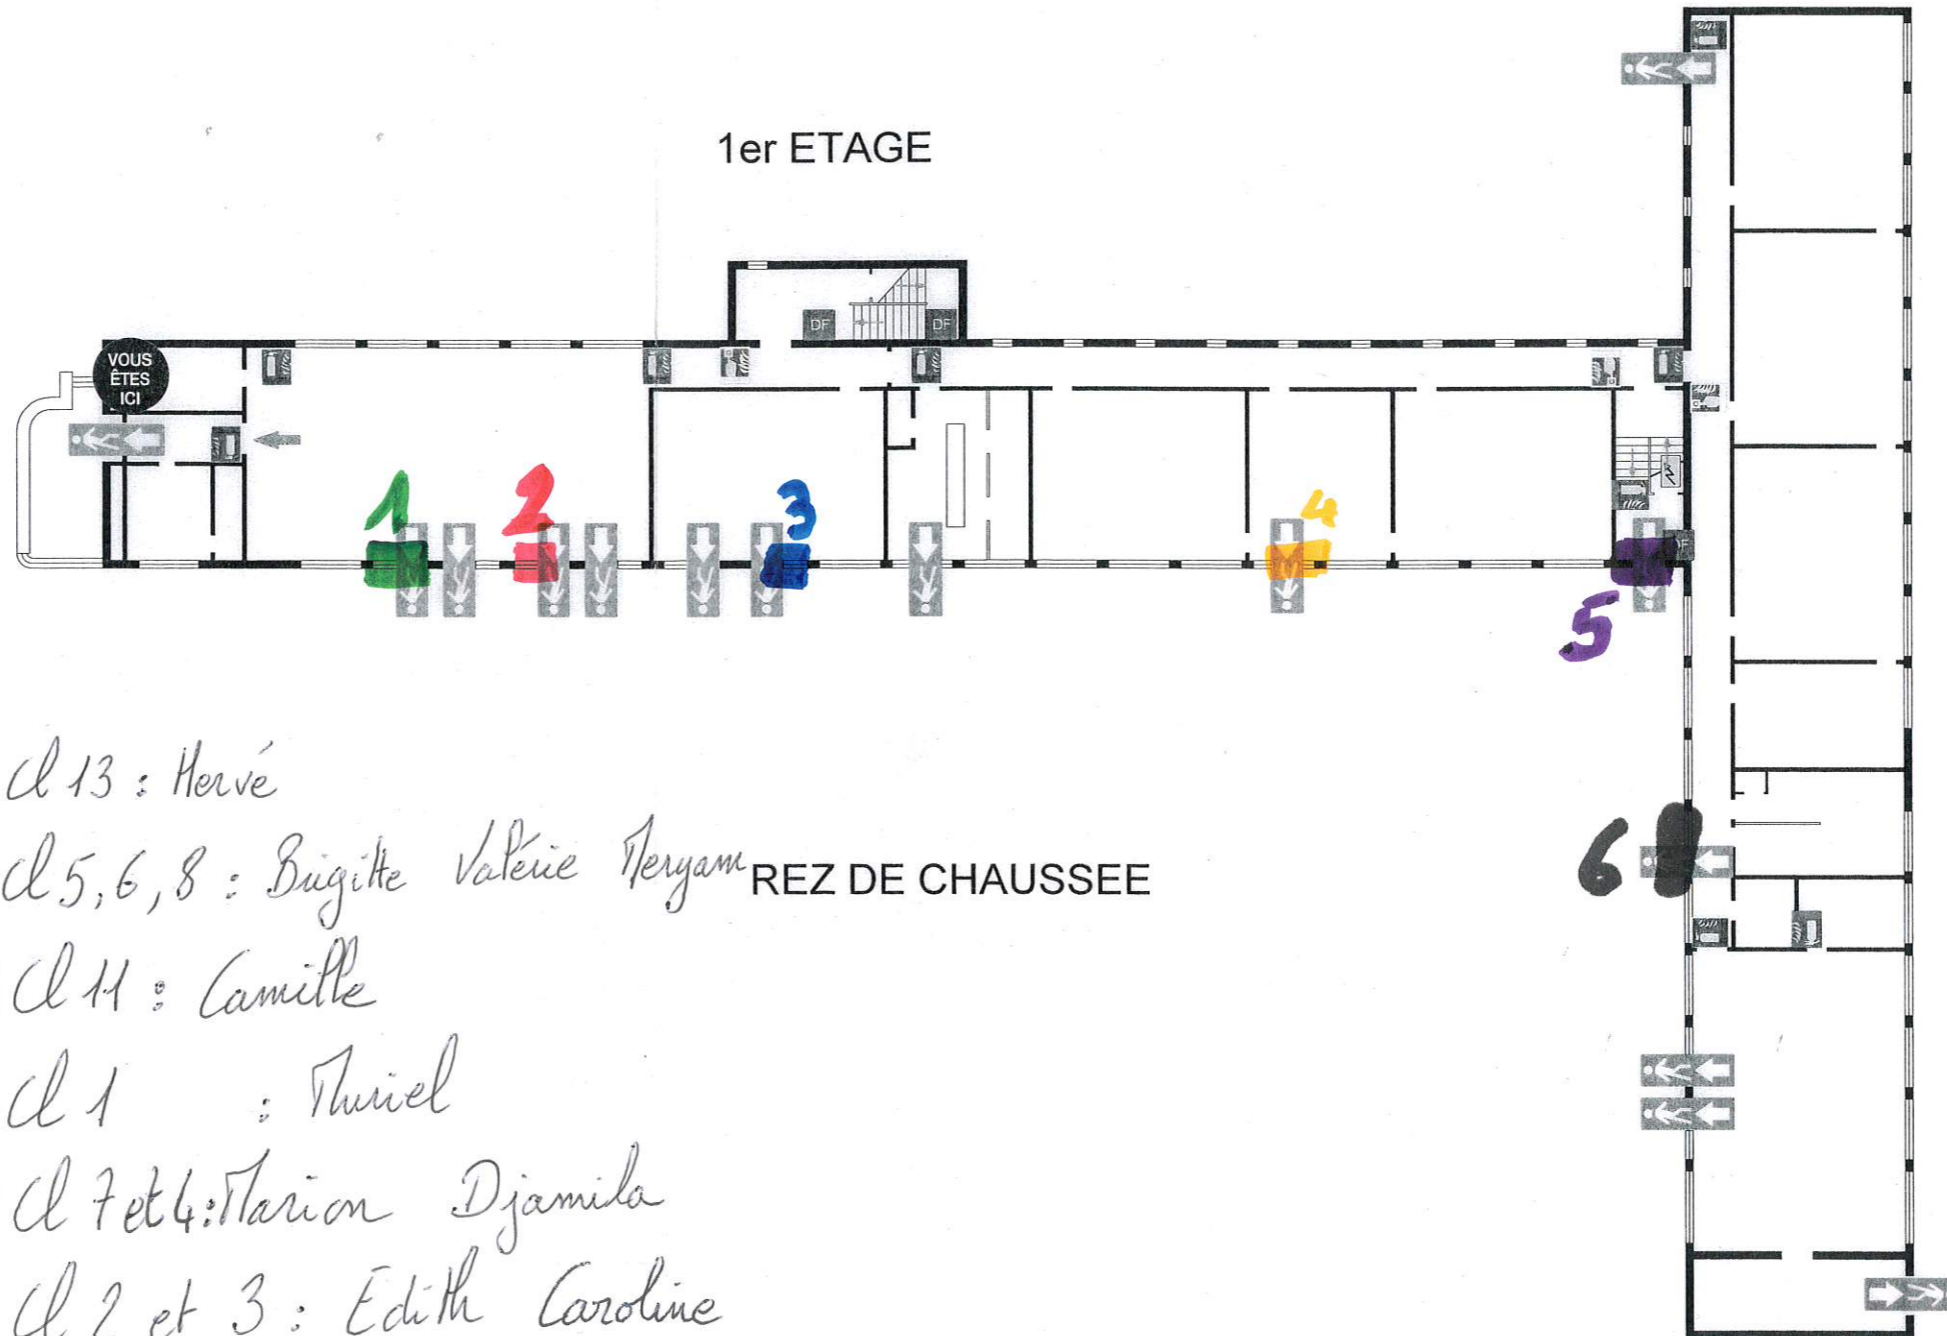 1er ETAGE
DF DF
VOUS
ÊTES
ICI
1 2 3 4
DF
5
Cl 13 : Hervé
Cl 5, 6, 8 : Brigitte Valérie Meryam
REZ DE CHAUSSEE
6
Cl 11 : Camille
Cl 1 : Muriel
Cl 7 et 4 : Marion Djamila
Cl 2 et 3 : Edith Caroline